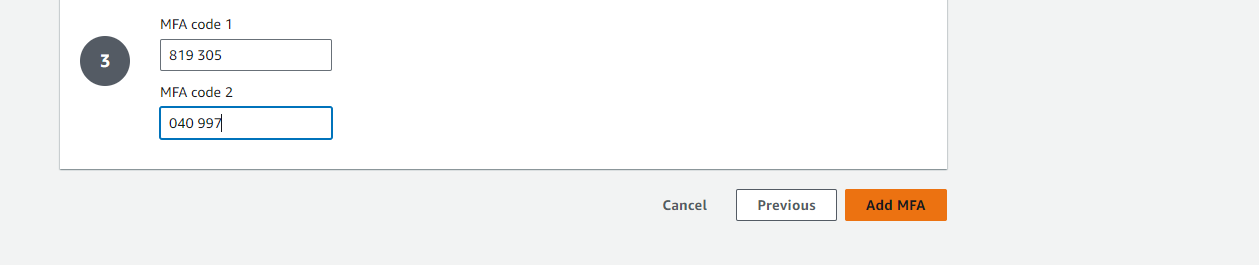 MFA code 1
819 305
3
MFA code 2
040 997
Cancel
Previous
Add MFA